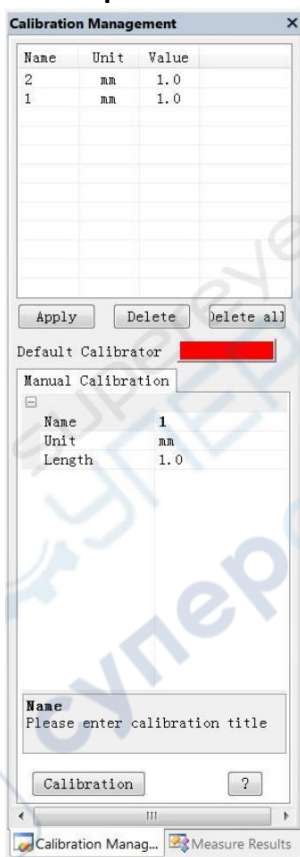 Calibration Management ×
Name Unit Value
2 mm 1.0
1 mm 1.0
Apply Delete Delete all
Default Calibrator
Manual Calibration
Name 1
Unit mm
Length 1.0
Name
Please enter calibration title
Calibration ?
Calibration Manag... Measure Results
supereyes
супереyе